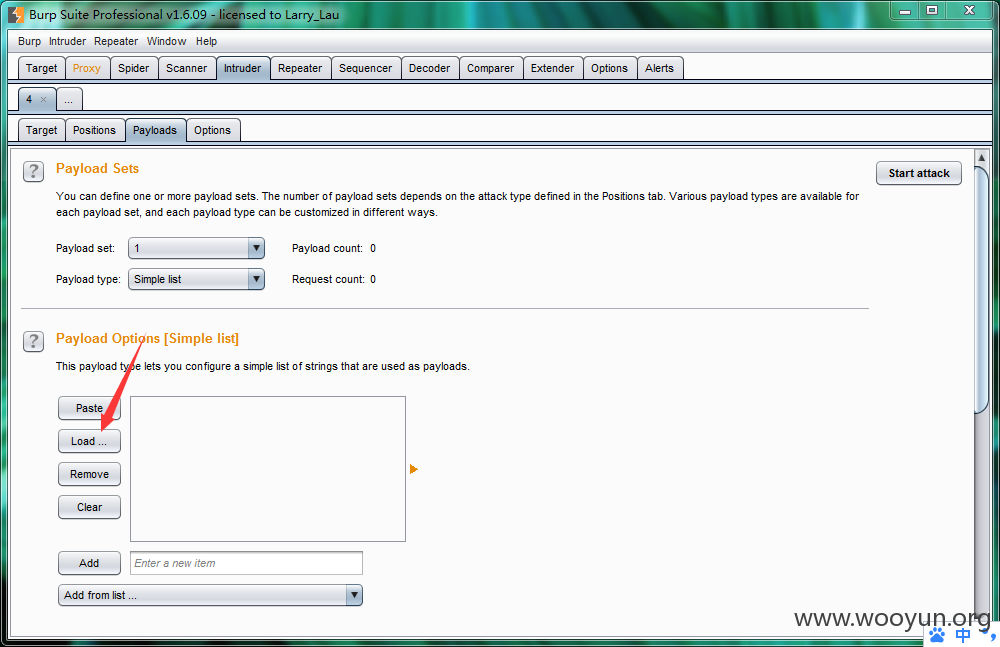 Burp Suite Professional v1.6.09 - licensed to Larry_Lau
Burp Intruder Repeater Window Help
Target Proxy Spider Scanner Intruder Repeater Sequencer Decoder Comparer Extender Options Alerts
4 × ...
Target Positions Payloads Options
? Payload Sets
Start attack
You can define one or more payload sets. The number of payload sets depends on the attack type defined in the Positions tab. Various payload types are available for
each payload set, and each payload type can be customized in different ways.
Payload set: 1 Payload count: 0
Payload type: Simple list Request count: 0
? Payload Options [Simple list]
This payload type lets you configure a simple list of strings that are used as payloads.
Paste
Load ...
Remove
Clear
Add Enter a new item
Add from list ...
www.wooyun.org
中